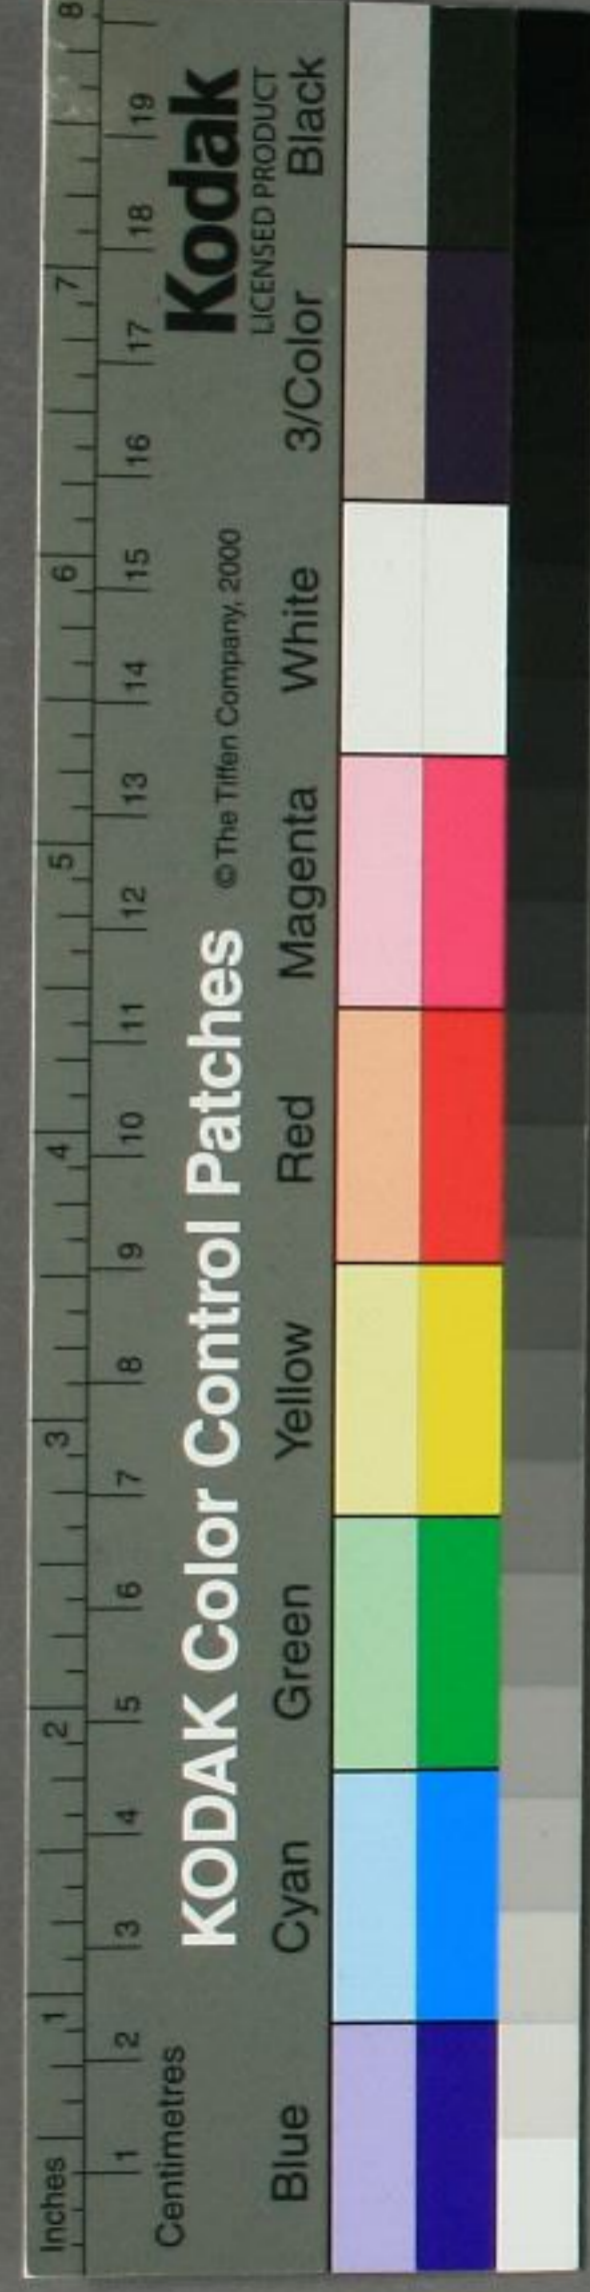 Inches 1 2 3 4 5 6 7 8
1 2 3 4 5 6 7 8 9 10 11 12 13 14 15 16 17 18 19
Centimetres
KODAK Color Control Patches © The Tiffen Company, 2000 Kodak
LICENSED PRODUCT
Blue Cyan Green Yellow Red Magenta White 3/Color Black